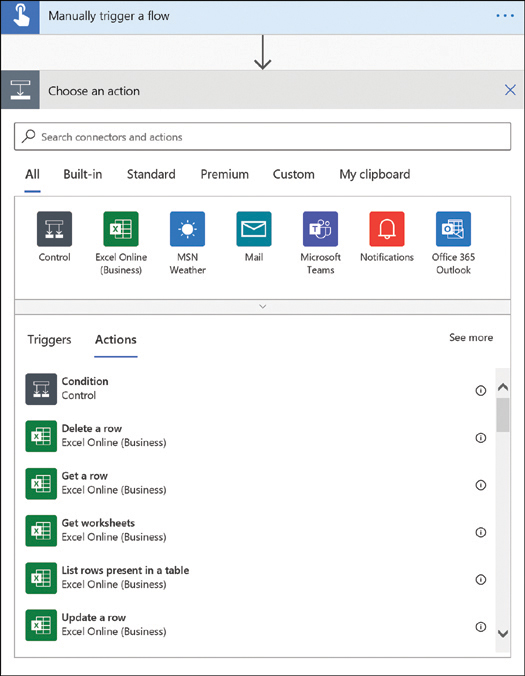 Manually trigger a flow
Choose an action
Search connectors and actions
All Built-in Standard Premium Custom My clipboard
Control Excel Online (Business) MSN Weather Mail Microsoft Teams Notifications Office 365 Outlook
Triggers Actions See more
Condition
Control
Delete a row
Excel Online (Business)
Get a row
Excel Online (Business)
Get worksheets
Excel Online (Business)
List rows present in a table
Excel Online (Business)
Update a row
Excel Online (Business)